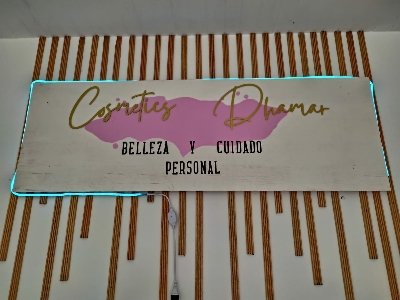 Cosmetics Dhamar
BELLEZA Y CUIDADO
PERSONAL